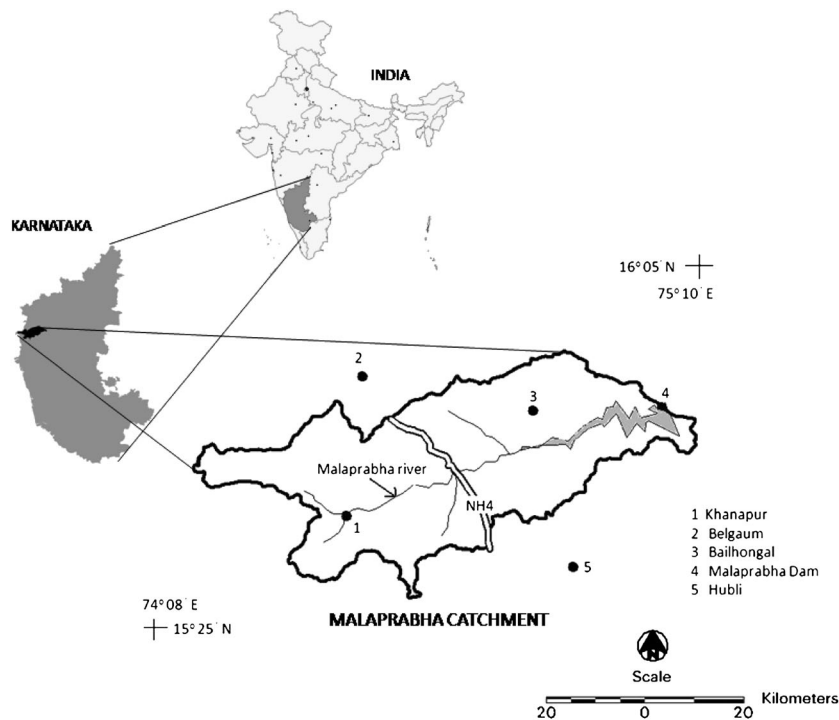 INDIA
KARNATAKA
16° 05' N
75° 10' E
2
3
4
Malaprabha river
NH4
1
5
1 Khanapur
2 Belgaum
3 Bailhongal
4 Malaprabha Dam
5 Hubli
74° 08' E
15° 25' N
MALAPRABHA CATCHMENT
N
Scale
Kilometers
20 0 20